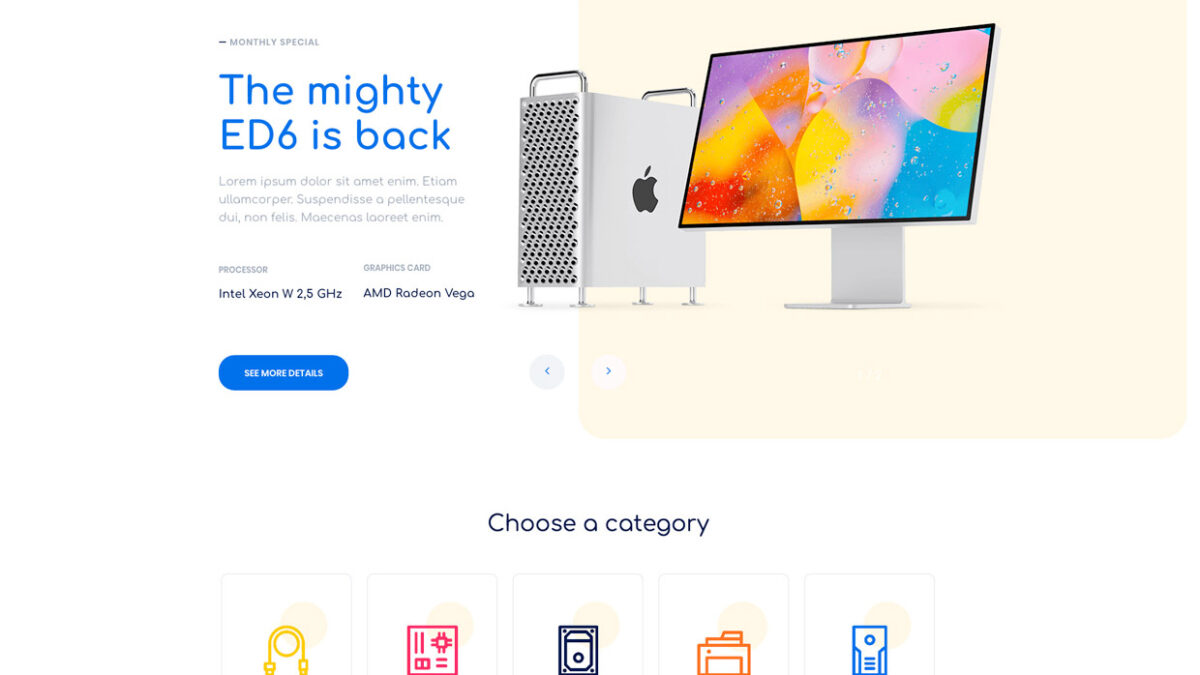 — MONTHLY SPECIAL
The mighty
ED6 is back
Lorem ipsum dolor sit amet enim. Etiam
ullamcorper. Suspendisse a pellentesque
dui, non felis. Maecenas laoreet enim.
PROCESSOR
GRAPHICS CARD
Intel Xeon W 2,5 GHz
AMD Radeon Vega
SEE MORE DETAILS
1 / 2
Choose a category